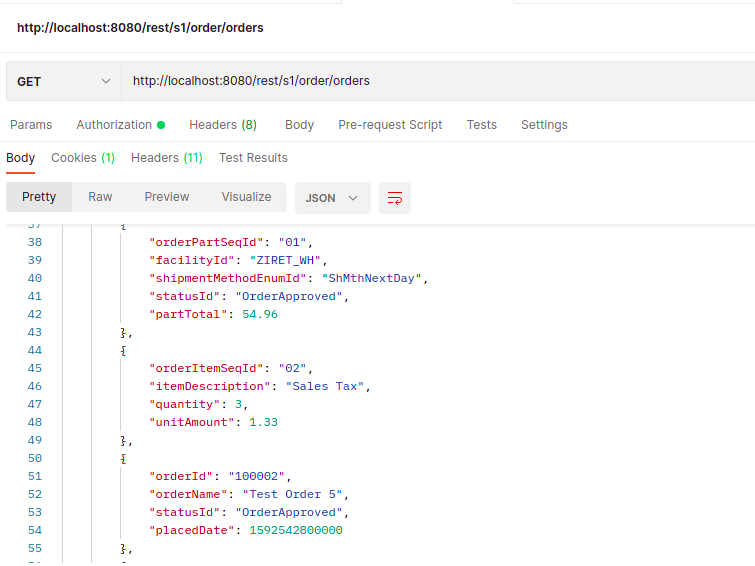 http://localhost:8080/rest/s1/order/orders
GET http://localhost:8080/rest/s1/order/orders
Params Authorization Headers (8) Body Pre-request Script Tests Settings
Body Cookies (1) Headers (11) Test Results
Pretty Raw Preview Visualize JSON
37 {
38 "orderPartSeqId": "01",
39 "facilityId": "ZIRET_WH",
40 "shipmentMethodEnumId": "ShMthNextDay",
41 "statusId": "OrderApproved",
42 "partTotal": 54.96
43 },
44 {
45 "orderItemSeqId": "02",
46 "itemDescription": "Sales Tax",
47 "quantity": 3,
48 "unitAmount": 1.33
49 },
50 {
51 "orderId": "100002",
52 "orderName": "Test Order 5",
53 "statusId": "OrderApproved",
54 "placedDate": 1592542800000
55 },